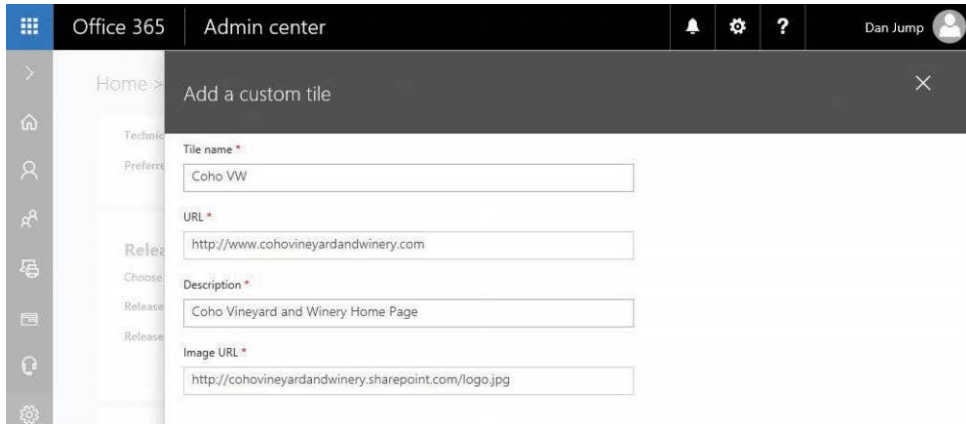 Office 365
Admin center
?
Dan Jump
Home >
Add a custom tile
Technic
Preferre
Tile name *
Coho VW
URL *
http://www.cohovineyardandwinery.com
Relea
Choose
Description *
Release
Coho Vineyard and Winery Home Page
Release
Image URL *
http://cohovineyardandwinery.sharepoint.com/logo.jpg